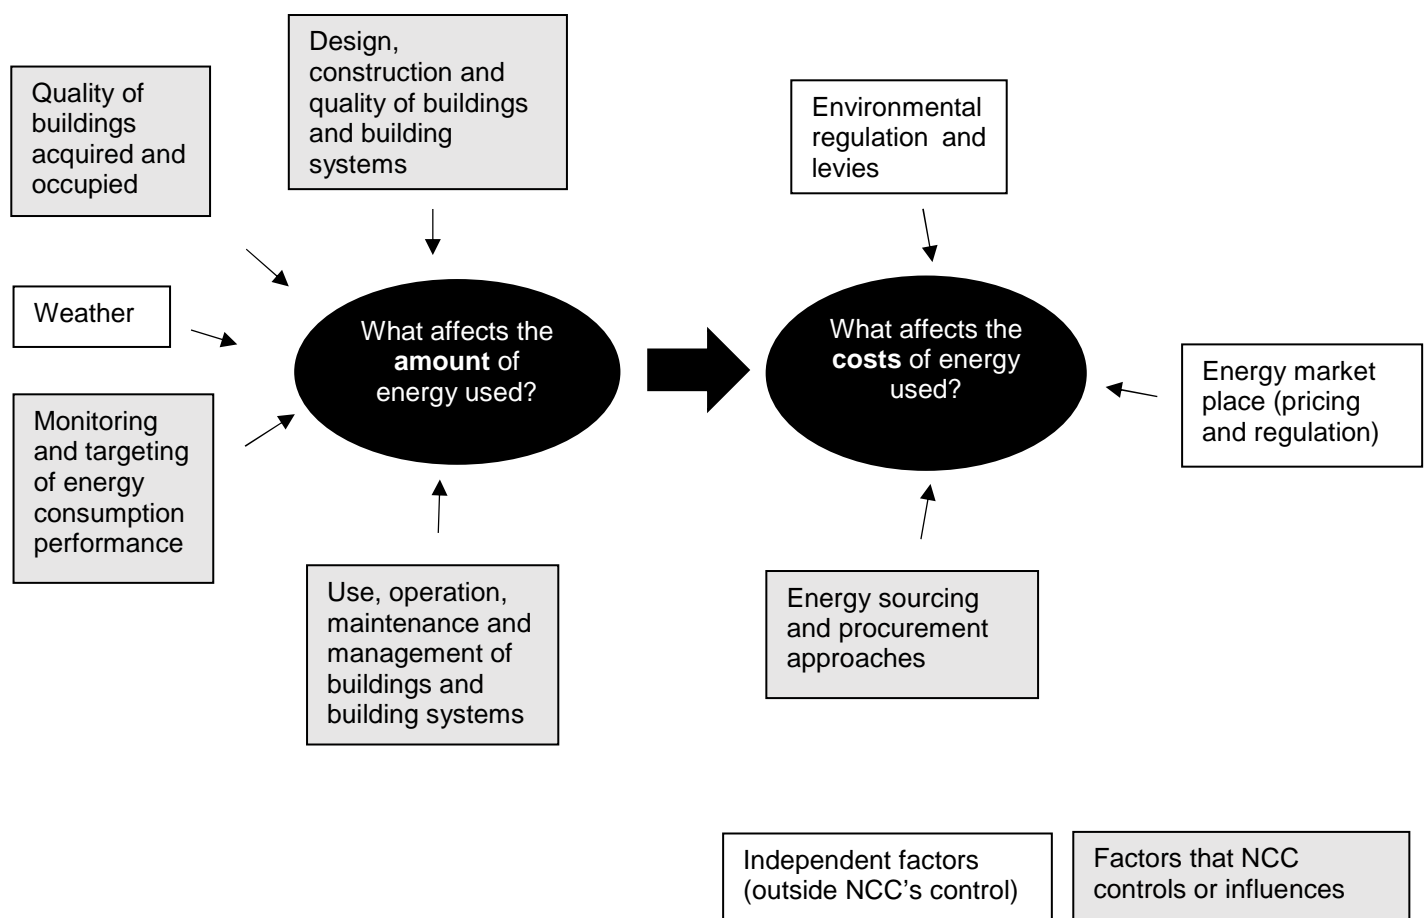 Design,
construction and
quality of buildings
and building
systems
Quality of
buildings
acquired and
occupied
Environmental
regulation and
levies
Weather
What affects the
amount of
energy used?
What affects the
costs of energy
used?
Energy market
place (pricing
and regulation)
Monitoring
and targeting
of energy
consumption
performance
Use, operation,
maintenance and
management of
buildings and
building systems
Energy sourcing
and procurement
approaches
Independent factors
(outside NCC’s control)
Factors that NCC
controls or influences